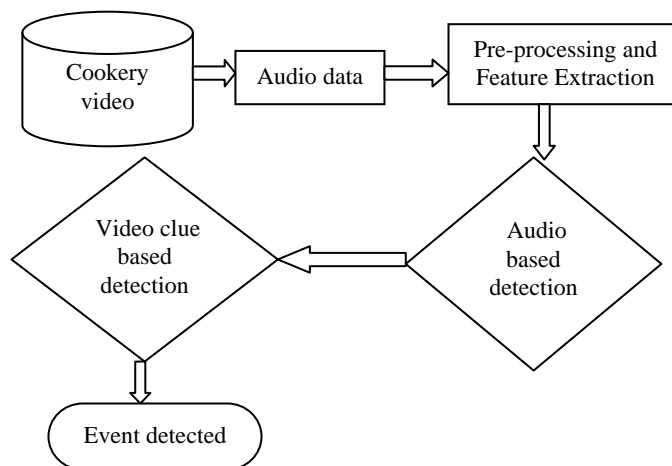 Cookery
video
Audio data
Pre-processing and
Feature Extraction
Video clue
based
detection
Audio
based
detection
Event detected